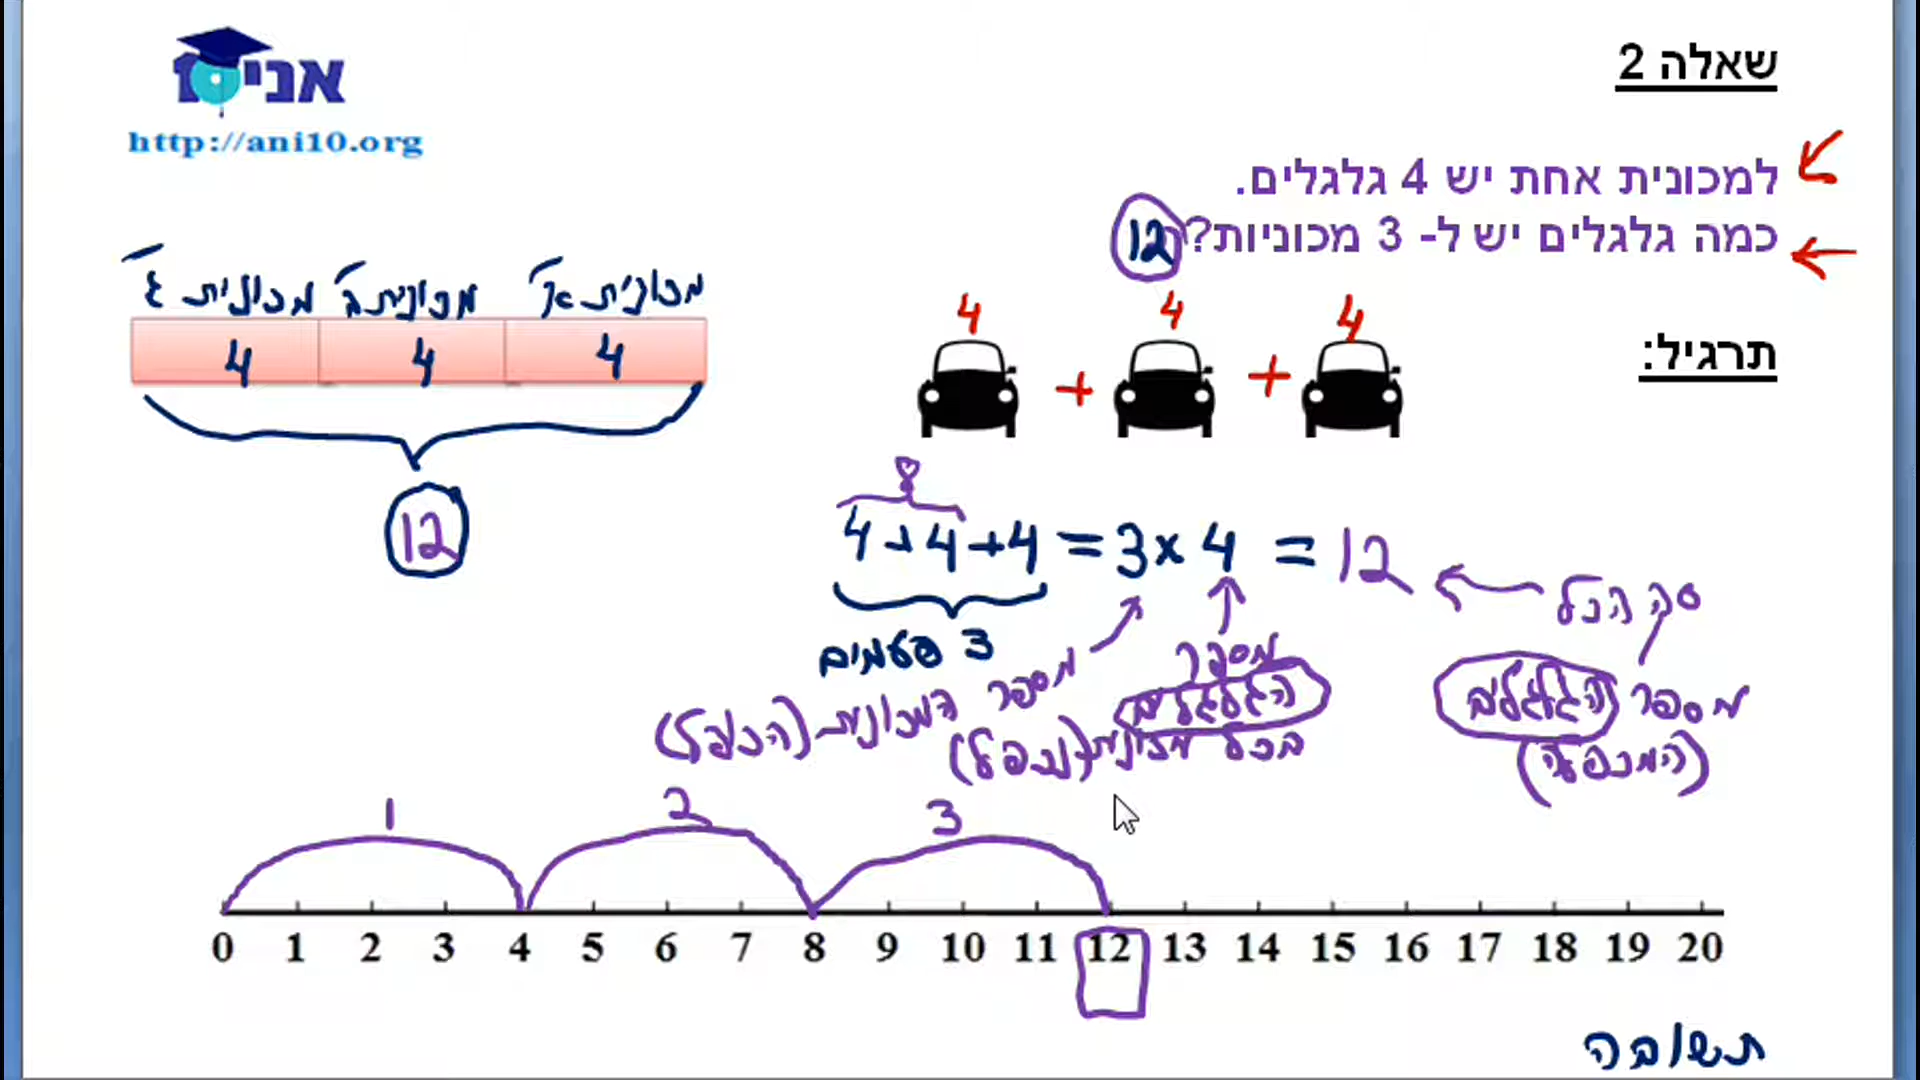 אני10
http://ani10.org
שאלה 2
למכונית אחת יש 4 גלגלים.
כמה גלגלים יש ל- 3 מכוניות? 12
תרגיל:
4 + 4 + 4
מכונית א' מכונית ב' מכונית ג'
4 4 4
12
8
4+4+4 = 3x4 = 12
3 פעמים
מספר המכוניות (הכופל)
מספר הגלגלים בכל מכונית (נכפל)
סה הכל
מספר הגלגלים
(המכפלה)
1 2 3
0 1 2 3 4 5 6 7 8 9 10 11 12 13 14 15 16 17 18 19 20
תשובה